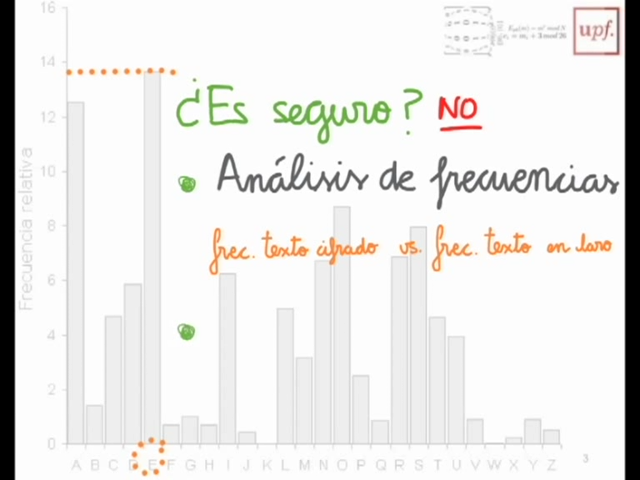 16
upf.
14
¿Es seguro? NO
12
Análisis de frecuencias
10
8
frec. texto cifrado vs. frec. texto en laro
Frecuencia relativa
6
4
2
0
A B C D E F G H I J K L M N O P Q R S T U V W X Y Z
3